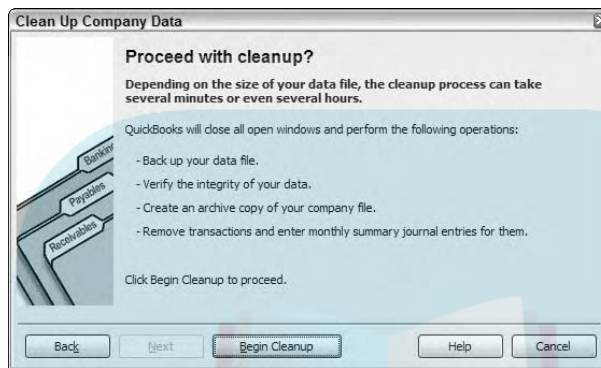 Clean Up Company Data
Proceed with cleanup?
Depending on the size of your data file, the cleanup process can take
several minutes or even several hours.
QuickBooks will close all open windows and perform the following operations:
- Back up your data file.
- Verify the integrity of your data.
- Create an archive copy of your company file.
- Remove transactions and enter monthly summary journal entries for them.
Click Begin Cleanup to proceed.
Banking
Payables
Receivables
Back
Next
Begin Cleanup
Help
Cancel